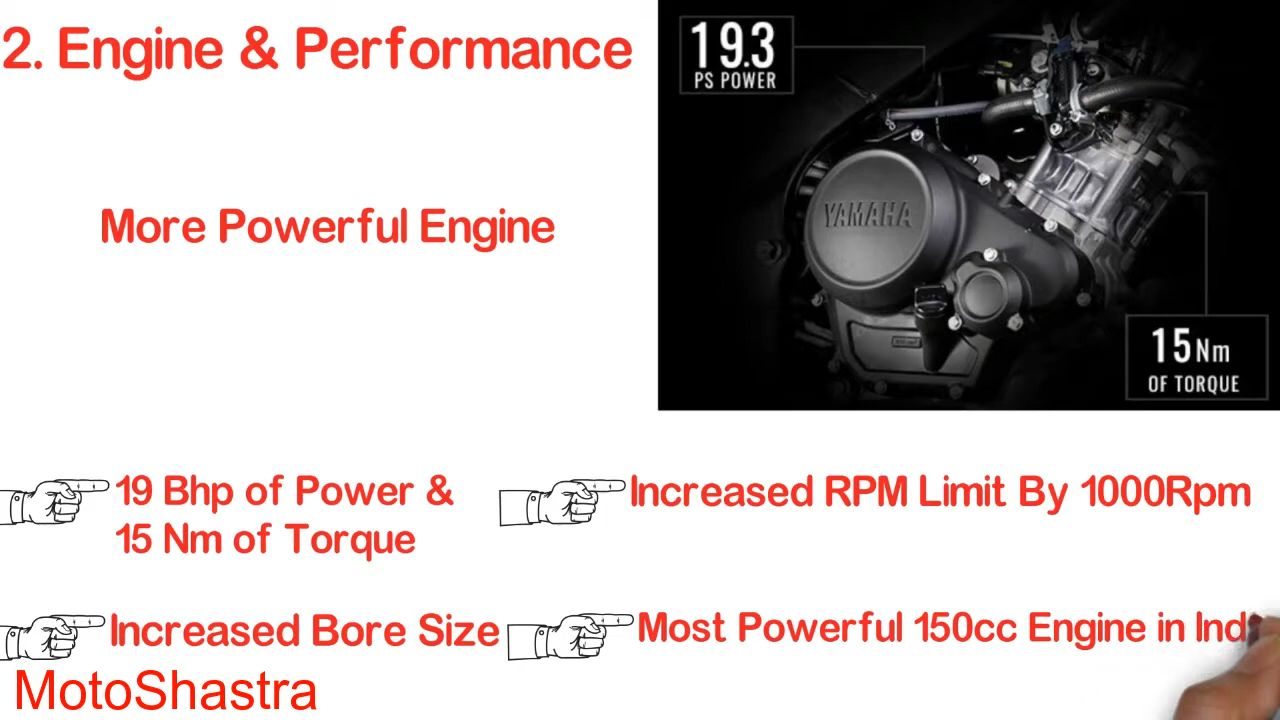 2. Engine & Performance
19.3
PS POWER
YAMAHA
More Powerful Engine
15Nm
OF TORQUE
19 Bhp of Power &
15 Nm of Torque
Increased RPM Limit By 1000Rpm
Increased Bore Size
Most Powerful 150cc Engine in Ind
MotoShastra